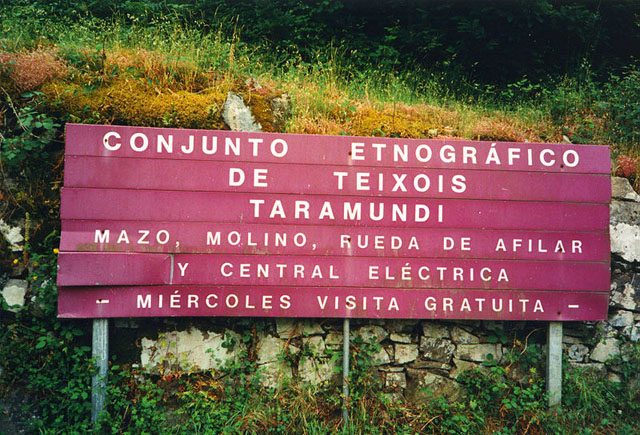 CONJUNTO ETNOGRÁFICO
DE TEIXOIS
TARAMUNDI
MAZO, MOLINO, RUEDA DE AFILAR
Y CENTRAL ELÉCTRICA
- MIÉRCOLES VISITA GRATUITA -